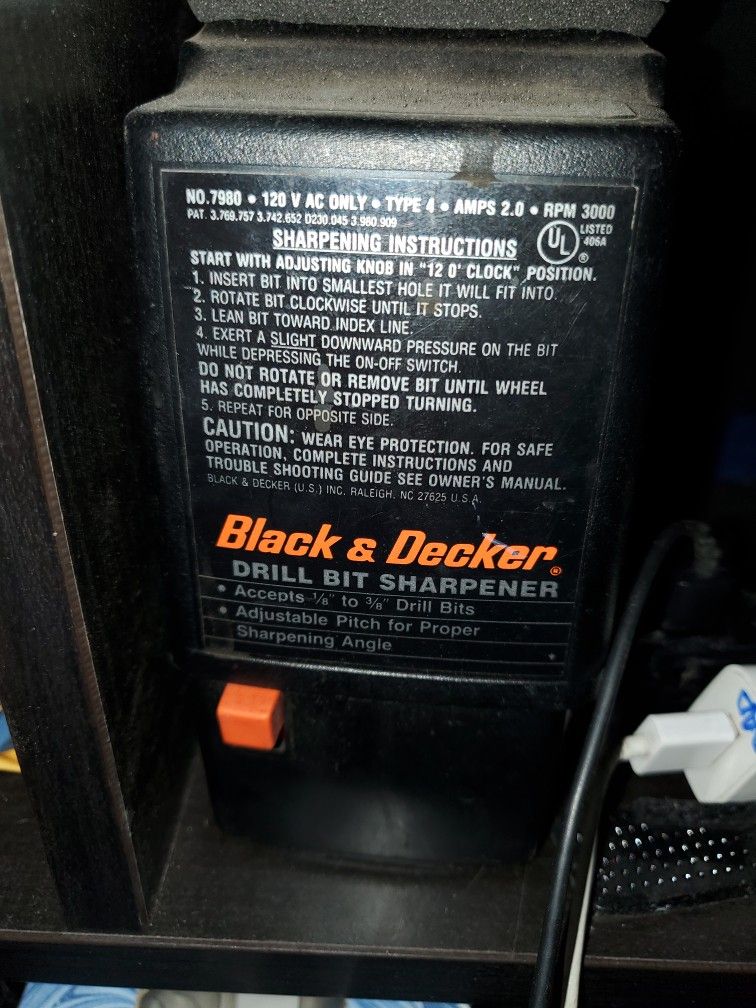 NO.7980 • 120 V AC ONLY • TYPE 4 • AMPS 2.0 • RPM 3000
PAT. 3.769.757 3.742.652 D230.045 3.980.909
UL LISTED
406A
®
SHARPENING INSTRUCTIONS
START WITH ADJUSTING KNOB IN "12 O' CLOCK" POSITION.
1. INSERT BIT INTO SMALLEST HOLE IT WILL FIT INTO.
2. ROTATE BIT CLOCKWISE UNTIL IT STOPS.
3. LEAN BIT TOWARD INDEX LINE.
4. EXERT A SLIGHT DOWNWARD PRESSURE ON THE BIT
WHILE DEPRESSING THE ON-OFF SWITCH.
DO NOT ROTATE OR REMOVE BIT UNTIL WHEEL
HAS COMPLETELY STOPPED TURNING.
5. REPEAT FOR OPPOSITE SIDE.
CAUTION: WEAR EYE PROTECTION. FOR SAFE
OPERATION, COMPLETE INSTRUCTIONS AND
TROUBLE SHOOTING GUIDE SEE OWNER'S MANUAL.
BLACK & DECKER (U.S.) INC. RALEIGH, NC 27625 U.S.A.
Black & Decker®
DRILL BIT SHARPENER
• Accepts 1/8" to 3/8" Drill Bits
• Adjustable Pitch for Proper
Sharpening Angle